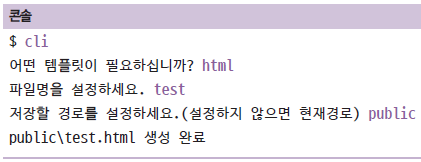 콘솔
$ cli
어떤 템플릿이 필요하십니까? html
파일명을 설정하세요. test
저장할 경로를 설정하세요.(설정하지 않으면 현재경로) public
public\test.html 생성 완료